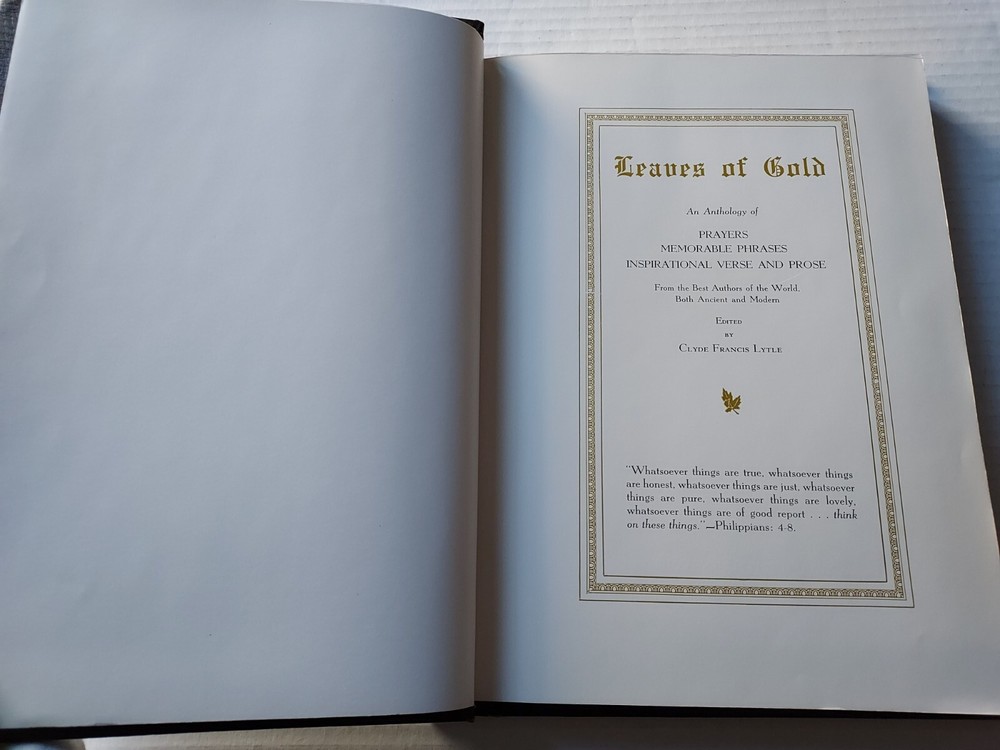 Leaves of Gold
An Anthology of
PRAYERS
MEMORABLE PHRASES
INSPIRATIONAL VERSE AND PROSE
From the Best Authors of the World,
Both Ancient and Modern
EDITED
BY
CLYDE FRANCIS LYTLE
"Whatsoever things are true, whatsoever things
are honest, whatsoever things are just, whatsoever
things are pure, whatsoever things are lovely,
whatsoever things are of good report . . . think
on these things."—Philippians: 4-8.